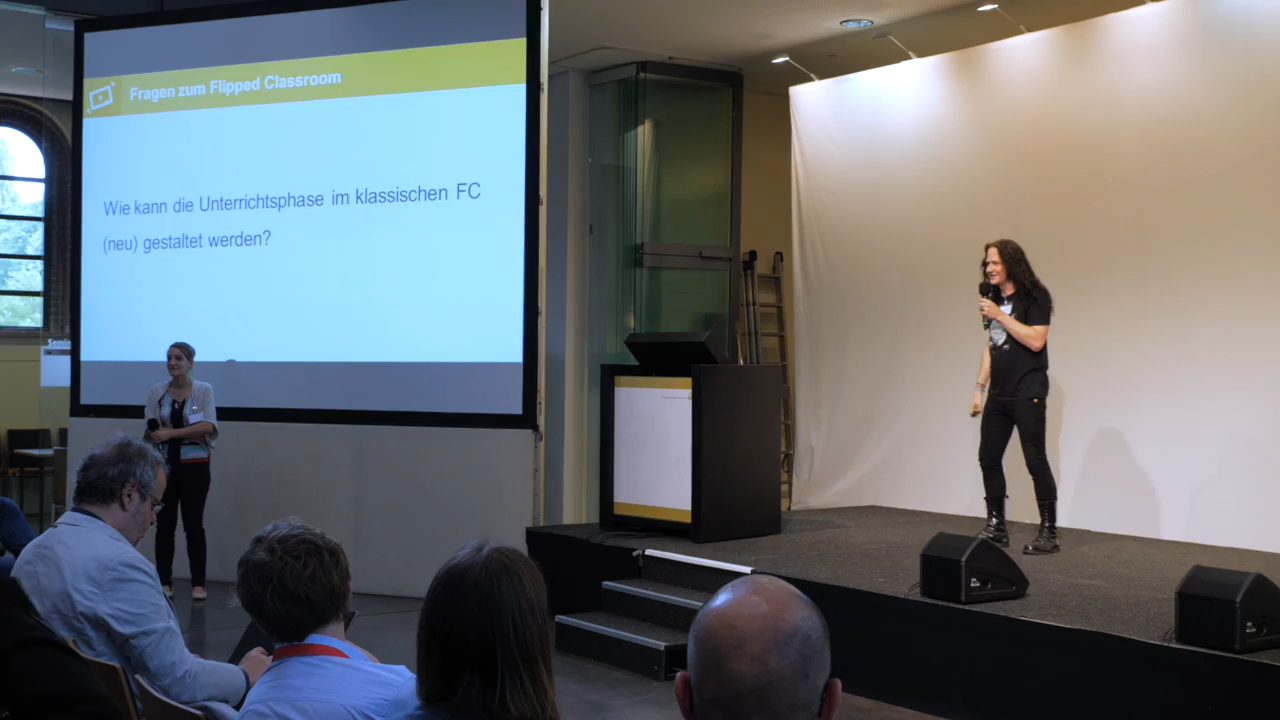 Fragen zum Flipped Classroom
Wie kann die Unterrichtsphase im klassischen FC
(neu) gestaltet werden?